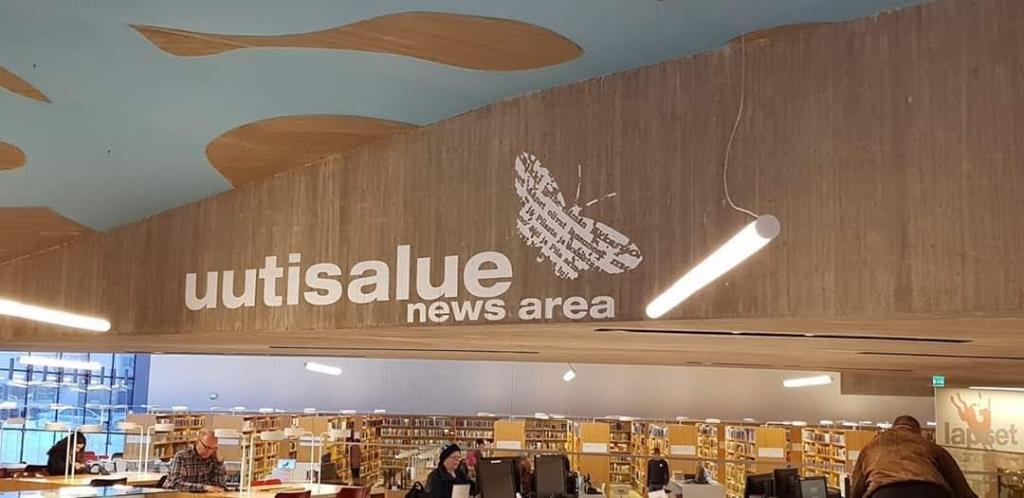 uutisalue
news area
lapset